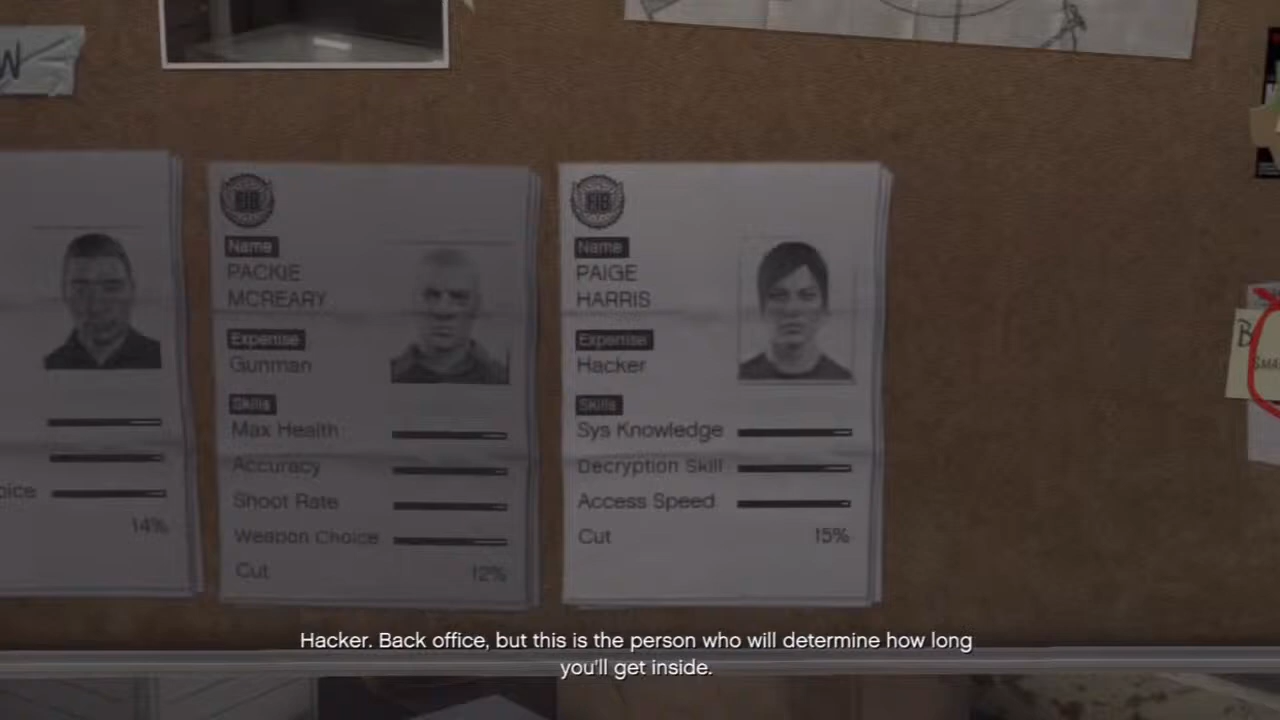 W
oice
14%
FIB
Name
PACKIE
MCREARY
Expertise
Gunman
Skills
Max Health
Accuracy
Shoot Rate
Weapon Choice
Cut
12%
FIB
Name
PAIGE
HARRIS
Expertise
Hacker
Skills
Sys Knowledge
Decryption Skill
Access Speed
Cut
15%
B
SMA
Hacker. Back office, but this is the person who will determine how long
you'll get inside.